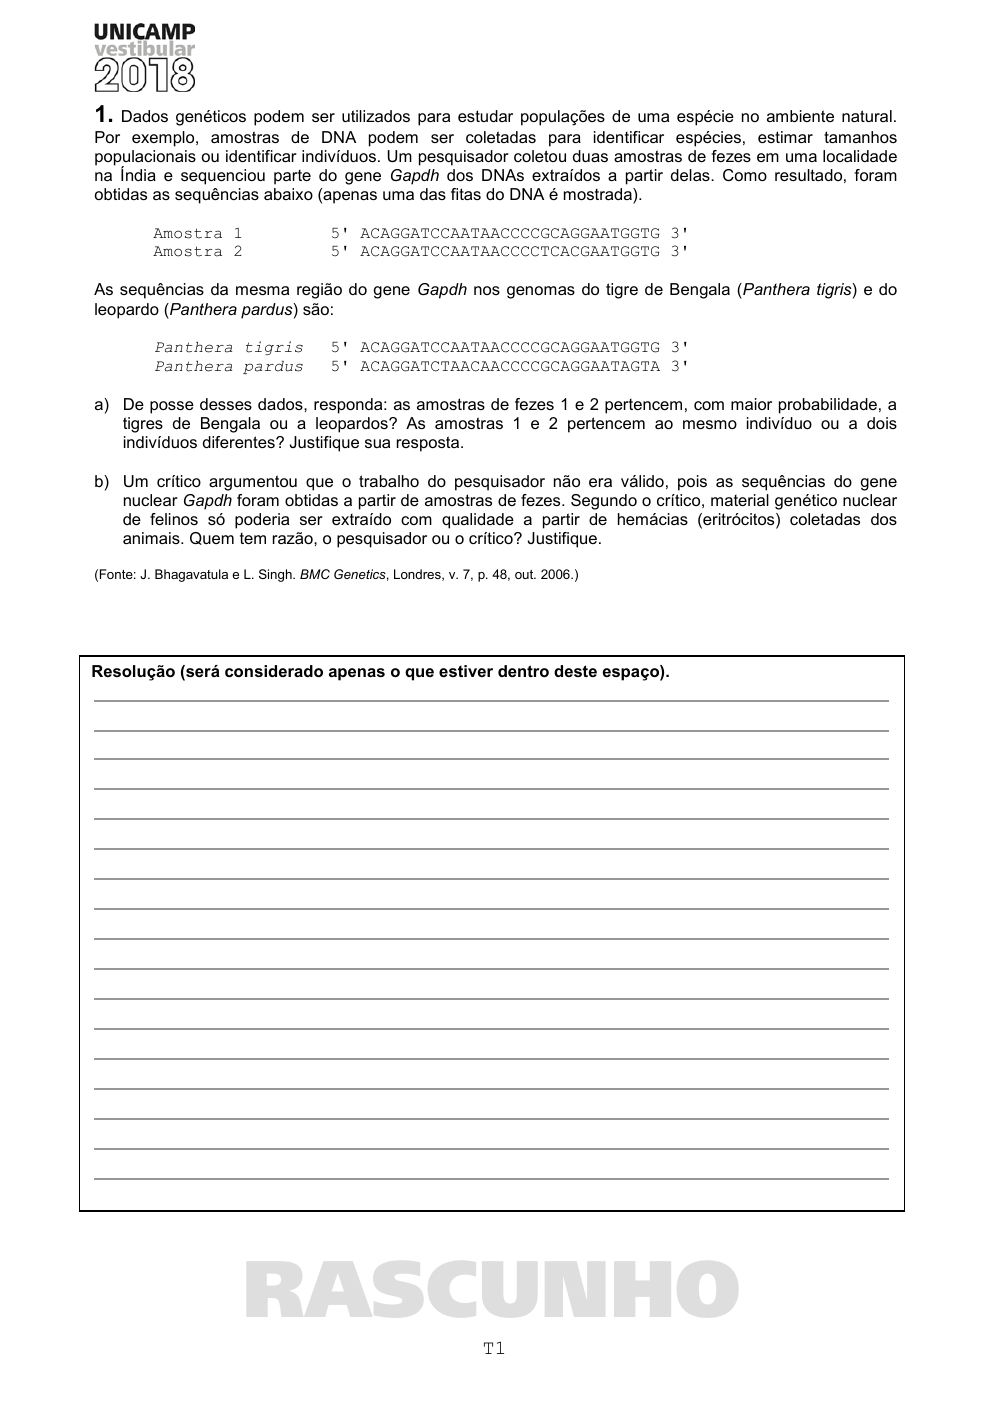 UNICAMP
vestibular
2018
1. Dados genéticos podem ser utilizados para estudar populações de uma espécie no ambiente natural.
Por exemplo, amostras de DNA podem ser coletadas para identificar espécies, estimar tamanhos
populacionais ou identificar indivíduos. Um pesquisador coletou duas amostras de fezes em uma localidade
na Índia e sequenciou parte do gene Gapdh dos DNAs extraídos a partir delas. Como resultado, foram
obtidas as sequências abaixo (apenas uma das fitas do DNA é mostrada).
Amostra 1 5' ACAGGATCCAATAACCCCGCAGGAATGGTG 3'
Amostra 2 5' ACAGGATCCAATAACCCCTCACGAATGGTG 3'
As sequências da mesma região do gene Gapdh nos genomas do tigre de Bengala (Panthera tigris) e do
leopardo (Panthera pardus) são:
Panthera tigris 5' ACAGGATCCAATAACCCCGCAGGAATGGTG 3'
Panthera pardus 5' ACAGGATCTAACAACCCCGCAGGAATAGTA 3'
a) De posse desses dados, responda: as amostras de fezes 1 e 2 pertencem, com maior probabilidade, a
tigres de Bengala ou a leopardos? As amostras 1 e 2 pertencem ao mesmo indivíduo ou a dois
indivíduos diferentes? Justifique sua resposta.
b) Um crítico argumentou que o trabalho do pesquisador não era válido, pois as sequências do gene
nuclear Gapdh foram obtidas a partir de amostras de fezes. Segundo o crítico, material genético nuclear
de felinos só poderia ser extraído com qualidade a partir de hemácias (eritrócitos) coletadas dos
animais. Quem tem razão, o pesquisador ou o crítico? Justifique.
(Fonte: J. Bhagavatula e L. Singh. BMC Genetics, Londres, v. 7, p. 48, out. 2006.)
Resolução (será considerado apenas o que estiver dentro deste espaço).
RASCUNHO
T1